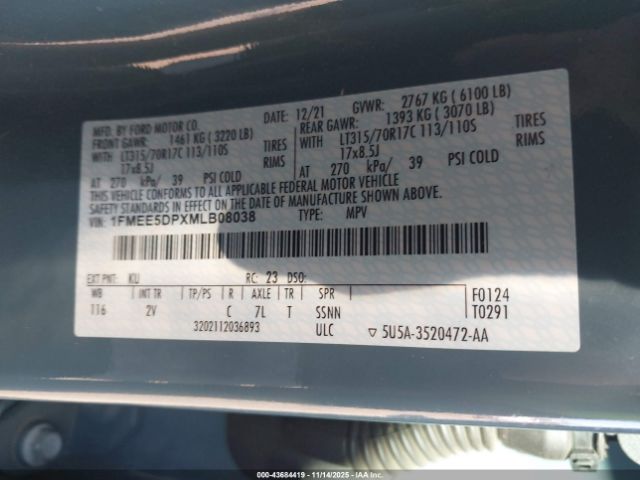 MFD. BY FORD MOTOR CO.
DATE: 12/21 GVWR: 2767 KG ( 6100 LB)
FRONT GAWR: 1461 KG ( 3220 LB) REAR GAWR: 1393 KG ( 3070 LB)
WITH LT315/70R17C 113/110S TIRES WITH LT315/70R17C 113/110S TIRES
17x8.5J RIMS 17x8.5J RIMS
AT 270 kPa/ 39 PSI COLD AT 270 kPa/ 39 PSI COLD
THIS VEHICLE CONFORMS TO ALL APPLICABLE FEDERAL MOTOR VEHICLE
SAFETY STANDARDS IN EFFECT ON THE DATE OF MANUFACTURE SHOWN ABOVE.
VIN: 1FMEE5DPXMLB08038 TYPE: MPV
EXT PNT: KU RC: 23 DSO:
WB INT TR TP/PS R AXLE TR SPR F0124
116 2V C 7L T SSNN T0291
3202112036893 ULC ▽ 5U5A-3520472-AA
000-43684419 - 11/14/2025 - IAA Inc.